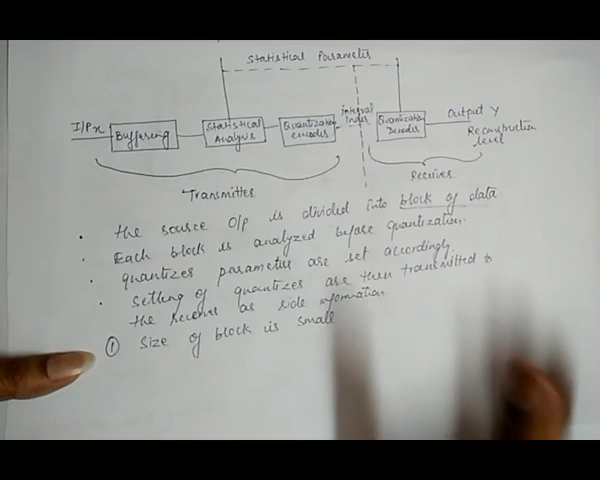 Statistical Parameter
I/P x
Buffering
Statistical
Analysis
Quantization
encoder
integral
Index
Quantization
Decoder
Output Y
Reconstruction
level
Transmitter
Receiver
. the source O/p is divided into block of data
. Each block is analyzed before quantization.
. quantizer parameter are set accordingly.
. Setting of quantizer are then transmitted to
the receiver as side information
① Size of block is small